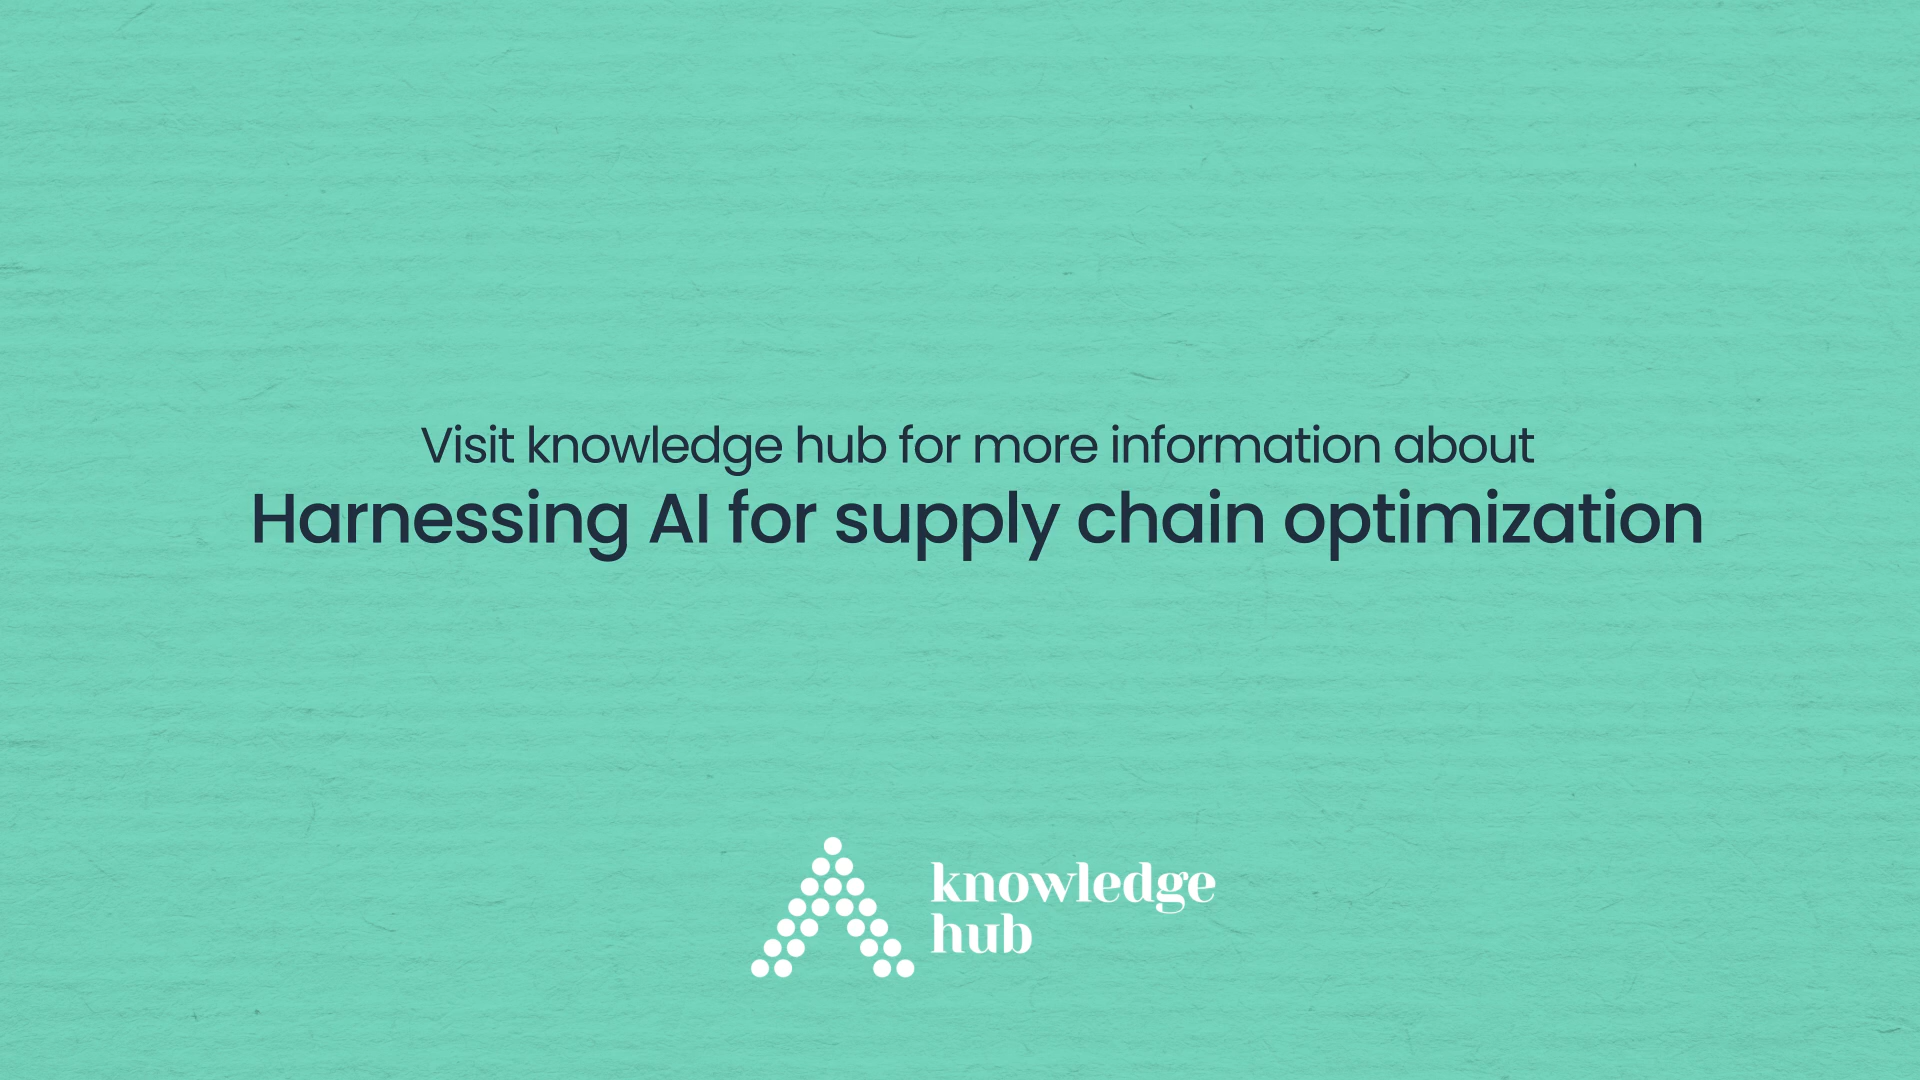 Visit knowledge hub for more information about
Harnessing AI for supply chain optimization
knowledge
hub